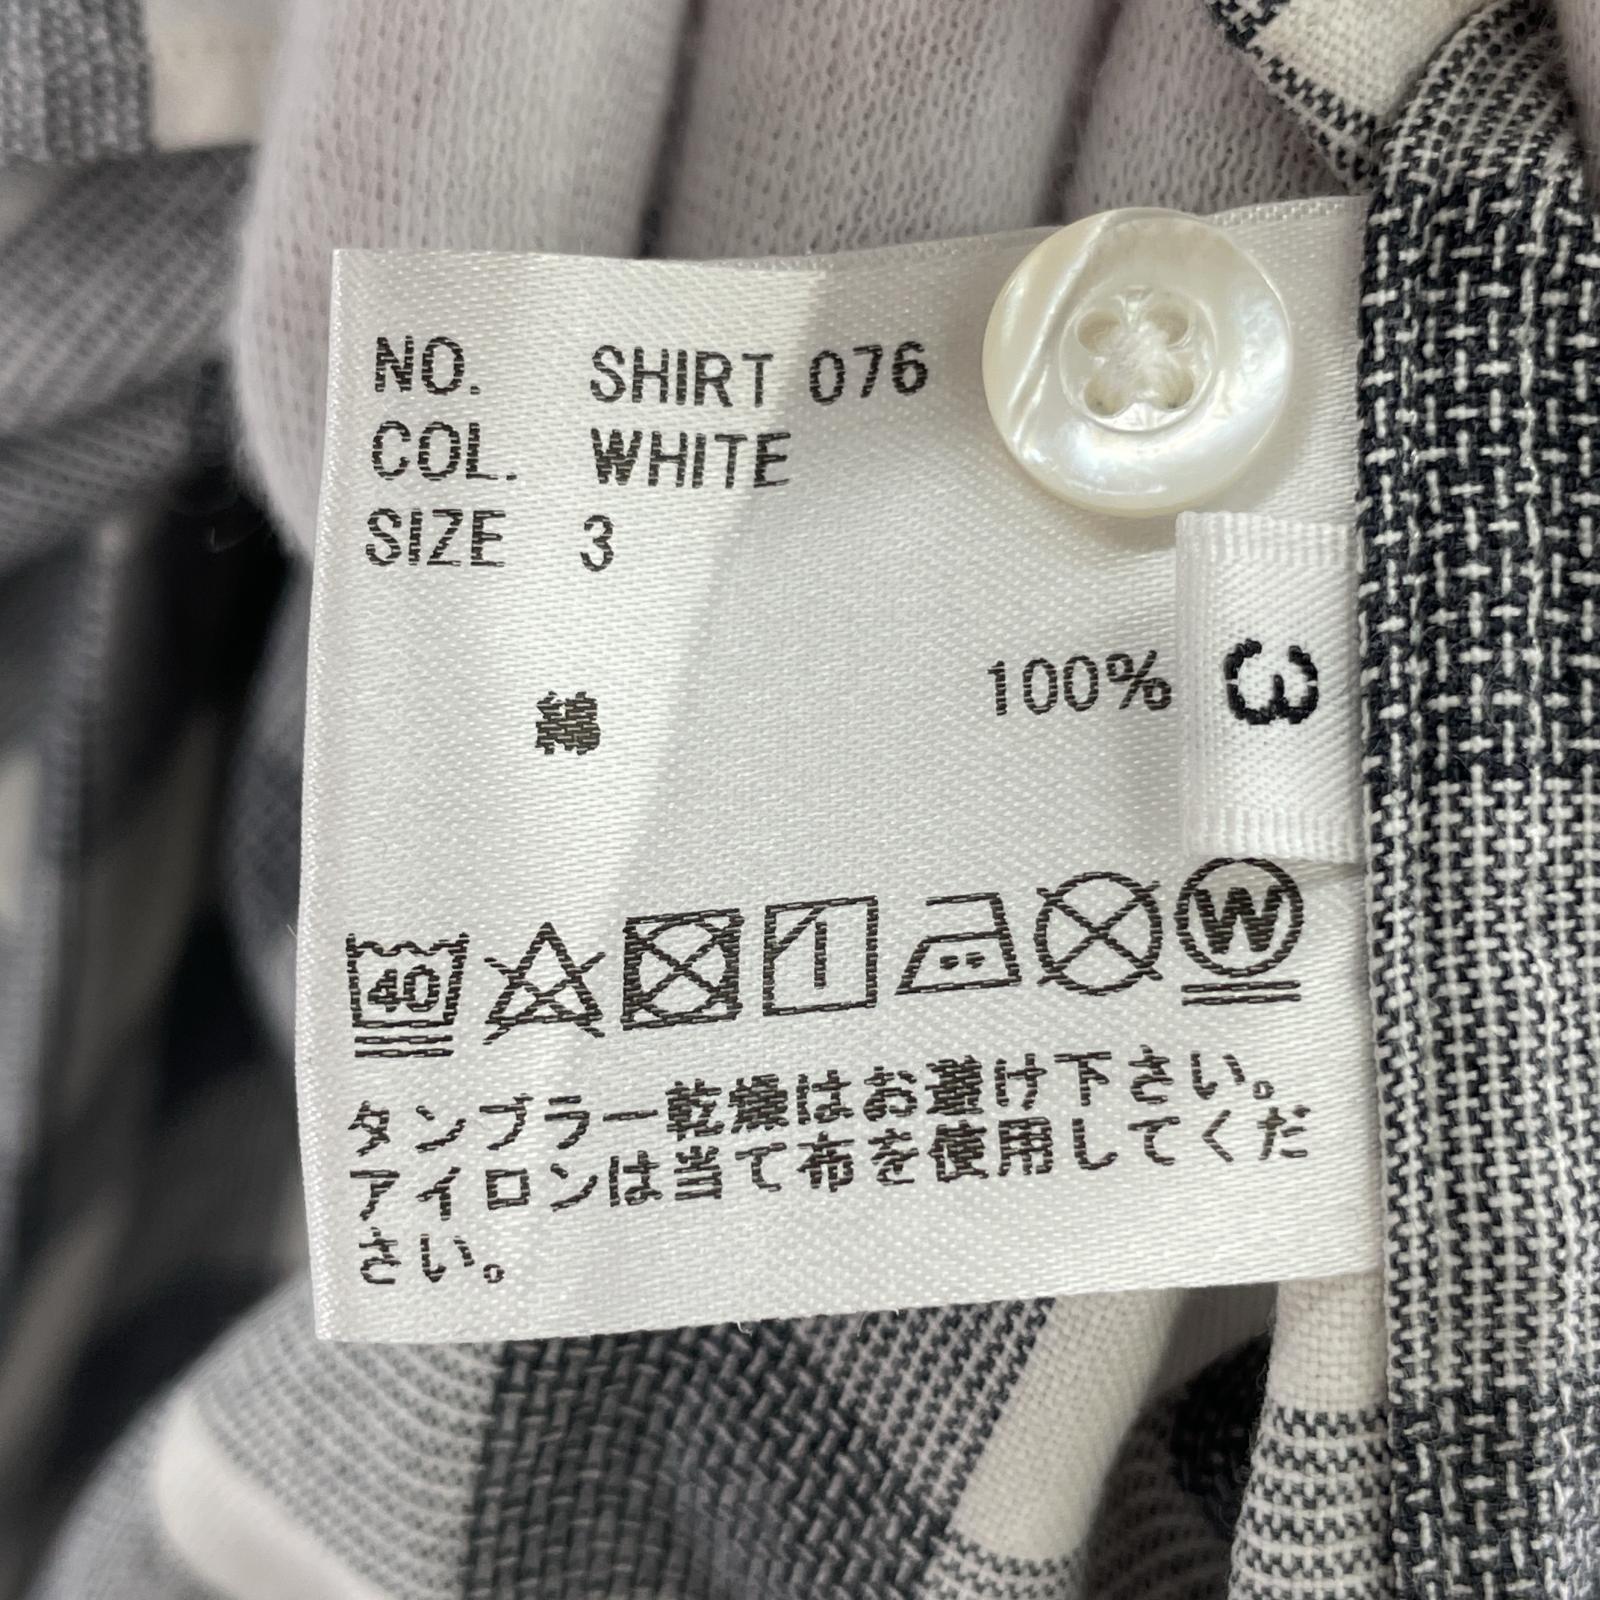 NO. SHIRT 076
COL. WHITE
SIZE 3
綿 100%
3
40
W
タンブラー乾燥はお避け下さい。
アイロンは当て布を使用してくだ
さい。